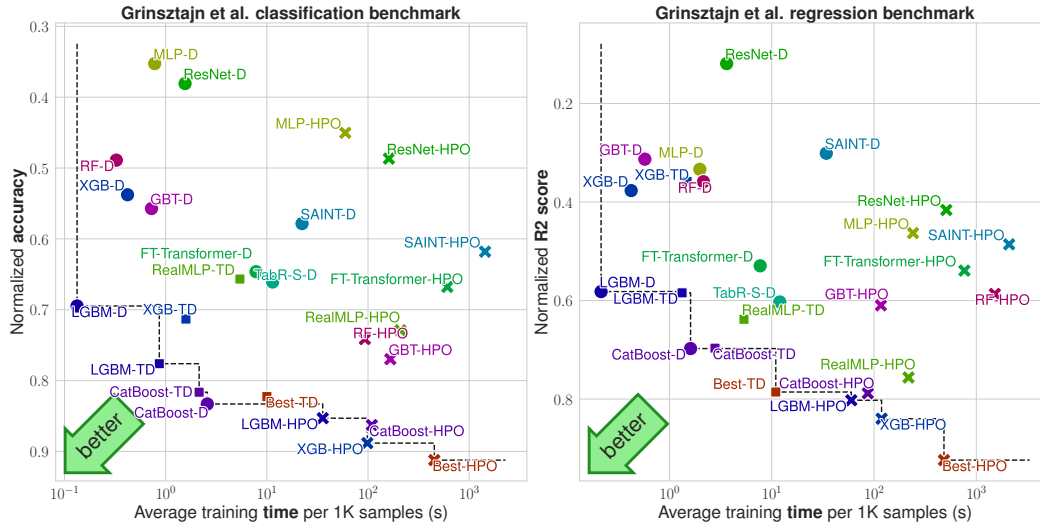 Grinsztajn et al. classification benchmark
0.3
0.4
0.5
0.6
0.7
0.8
0.9
Normalized accuracy
MLP-D
ResNet-D
MLP-HPO
ResNet-HPO
RF-D
XGB-D
GBT-D
SAINT-D
SAINT-HPO
FT-Transformer-D
RealMLP-TD
TabR-S-D
FT-Transformer-HPO
LGBM-D
XGB-TD
RealMLP-HPO
RF-HPO
GBT-HPO
LGBM-TD
CatBoost-TD
CatBoost-D
Best-TD
LGBM-HPO
CatBoost-HPO
XGB-HPO
Best-HPO
better
10⁻¹
10⁰
10¹
10²
10³
Average training time per 1K samples (s)
Grinsztajn et al. regression benchmark
0.2
0.4
0.6
0.8
Normalized R2 score
ResNet-D
GBT-D
MLP-D
SAINT-D
XGB-D
XGB-TD
RF-D
ResNet-HPO
MLP-HPO
SAINT-HPO
FT-Transformer-D
FT-Transformer-HPO
LGBM-D
LGBM-TD
TabR-S-D
GBT-HPO
RF-HPO
RealMLP-TD
CatBoost-D
CatBoost-TD
RealMLP-HPO
Best-TD
CatBoost-HPO
LGBM-HPO
XGB-HPO
Best-HPO
better
10⁰
10¹
10²
10³
Average training time per 1K samples (s)